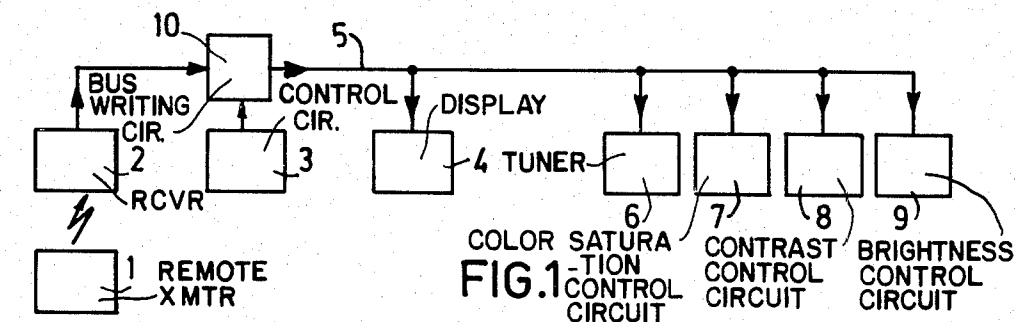 10
5
BUS
WRITING
CIR.
CONTROL
CIR.
DISPLAY
2
3
4 TUNER
RCVR
6
7
8
9
COLOR SATURA
-TION
CONTROL
CIRCUIT
CONTRAST
CONTROL
CIRCUIT
BRIGHTNESS
CONTROL
CIRCUIT
1 REMOTE
XMTR
FIG.1